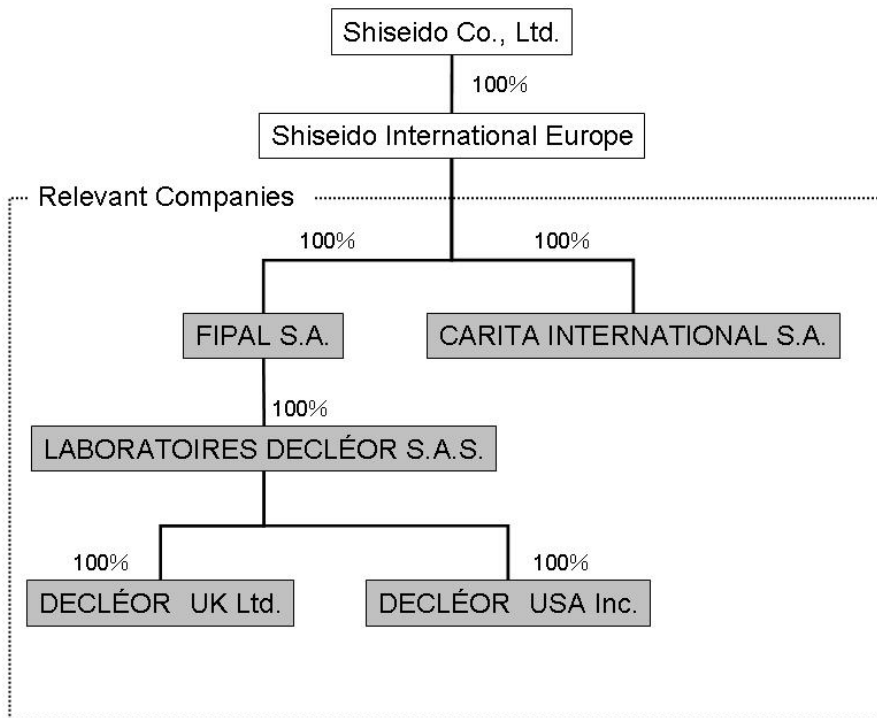 Shiseido Co., Ltd.
100%
Shiseido International Europe
Relevant Companies
100%
100%
FIPAL S.A.
CARITA INTERNATIONAL S.A.
100%
LABORATOIRES DECLÉOR S.A.S.
100%
100%
DECLÉOR UK Ltd.
DECLÉOR USA Inc.